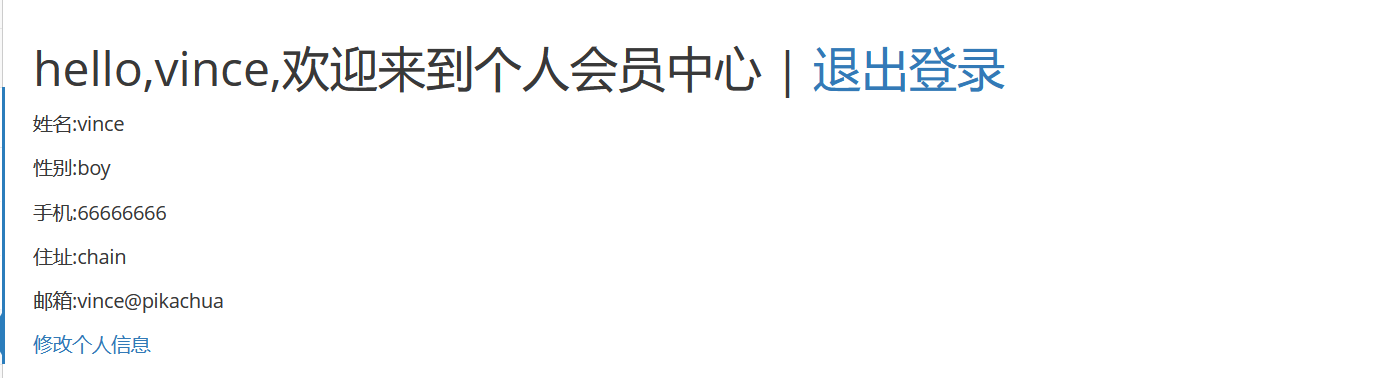 hello,vince,欢迎来到个人会员中心 | 退出登录
姓名:vince
性别:boy
手机:66666666
住址:chain
邮箱:vince@pikachua
修改个人信息